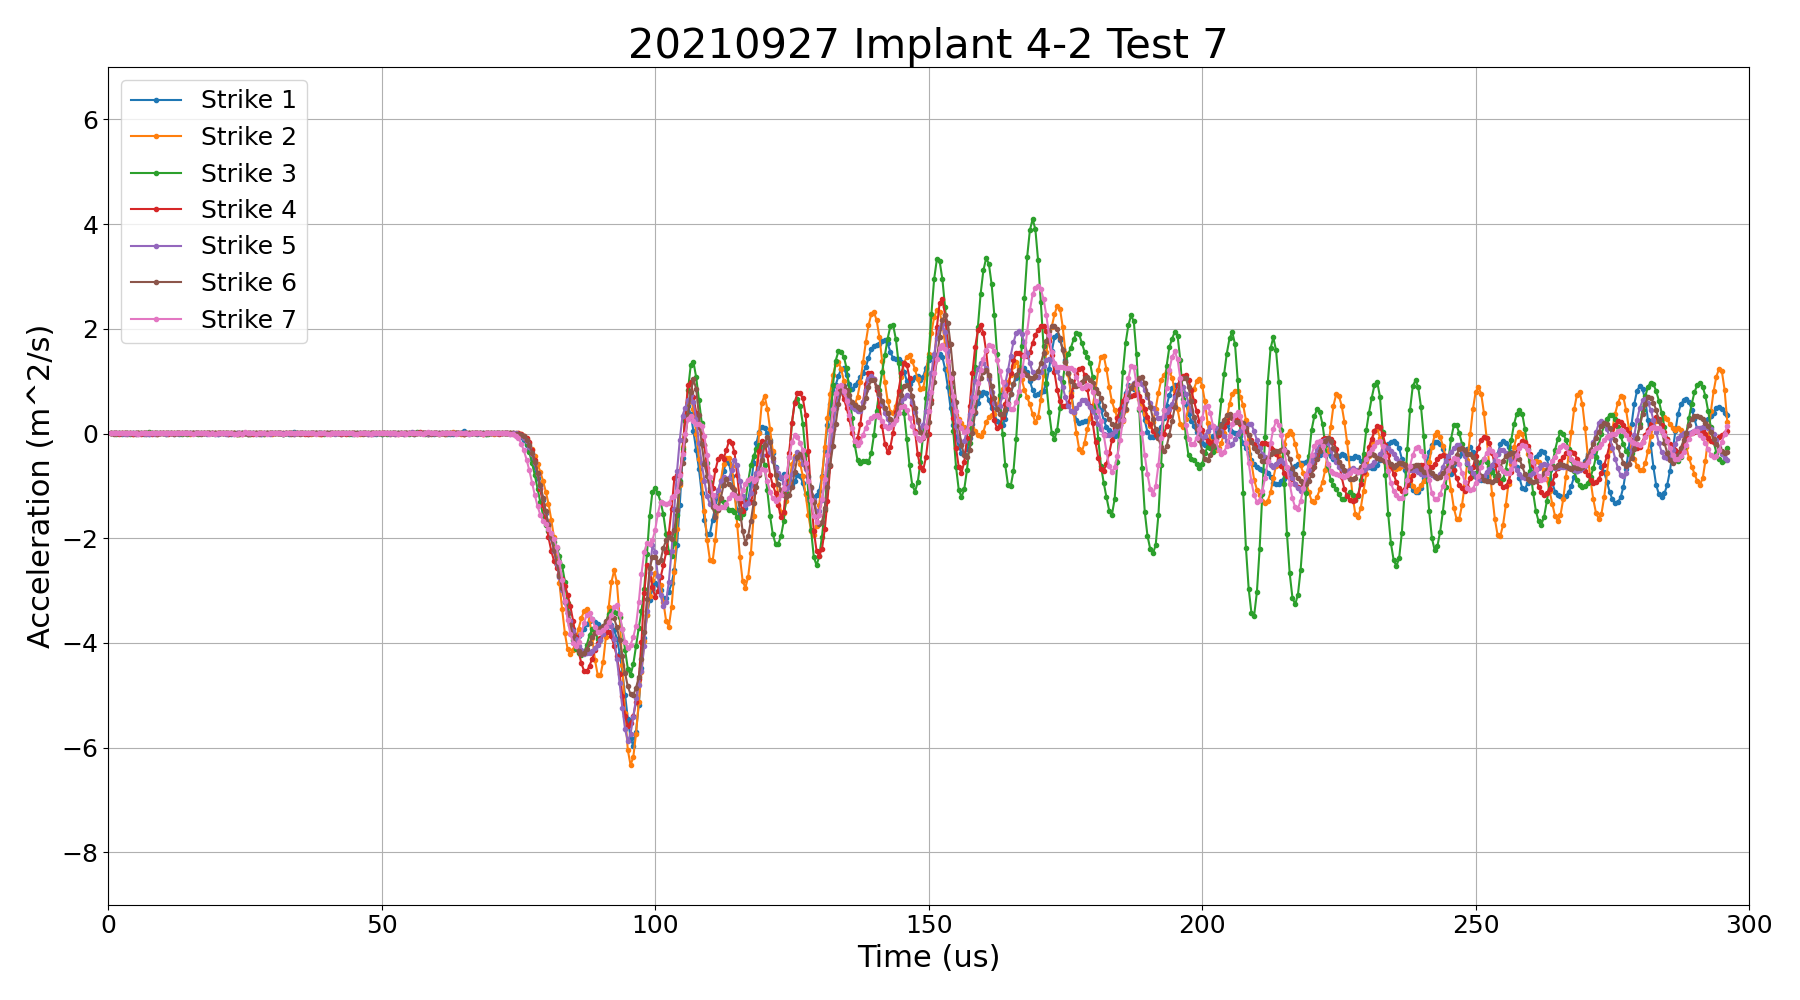 20210927 Implant 4-2 Test 7
Strike 1
Strike 2
Strike 3
Strike 4
Strike 5
Strike 6
Strike 7
Acceleration (m^2/s)
6
4
2
0
−2
−4
−6
−8
0 50 100 150 200 250 300
Time (us)